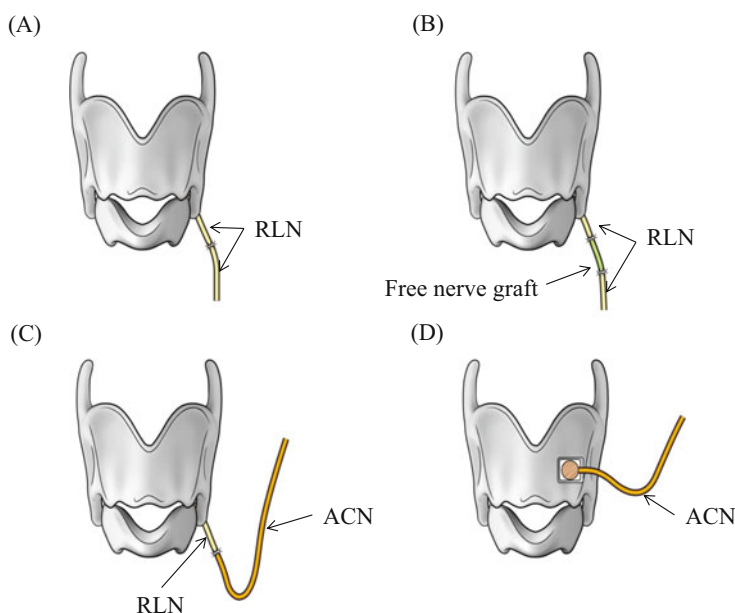 (A)
(B)
RLN
RLN
Free nerve graft
(C)
(D)
ACN
RLN
ACN